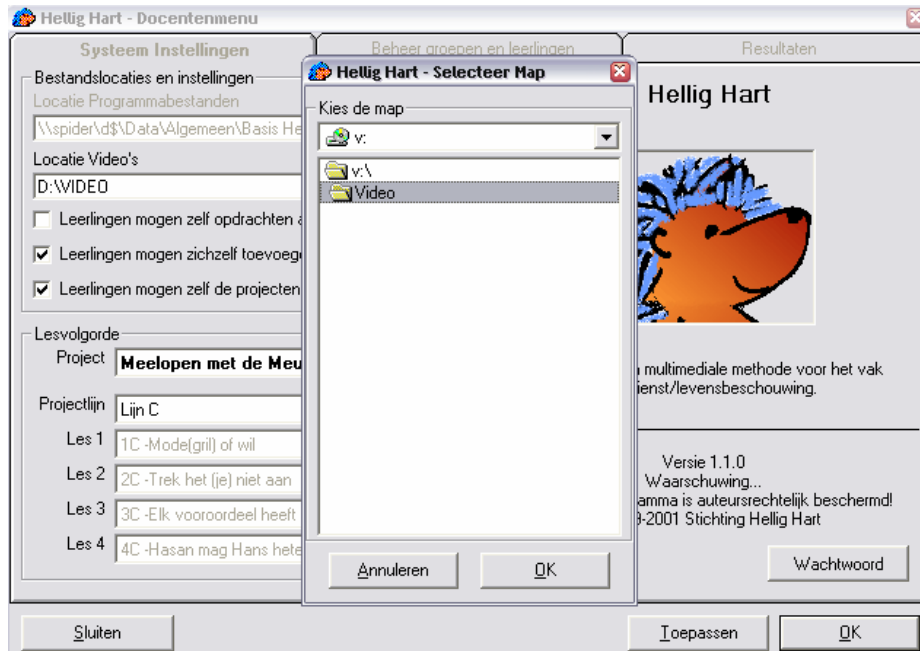 Hellig Hart - Docentenmenu
Systeem Instellingen
Beheer groepen en leerlingen
Resultaten
Bestandslocaties en instellingen
Locatie Programmabestanden
\\spider\d$\Data\Algemeen\Basis He
Locatie Video's
D:\VIDEO
Leerlingen mogen zelf opdrachten
Leerlingen mogen zichzelf toevoeg
Leerlingen mogen zelf de projecten
Lesvolgorde
Project Meelopen met de Meu
Projectlijn Lijn C
Les 1 1C -Mode(gril) of wil
Les 2 2C -Trek het (je) niet aan
Les 3 3C -Elk vooroordeel heeft
Les 4 4C -Hasan mag Hans hete
Hellig Hart - Selecteer Map
Kies de map
v:
v:\
Video
Annuleren
OK
Hellig Hart
multimediale methode voor het vak
ienst/levensbeschouwing.
Versie 1.1.0
Waarschuwing...
amma is auteursrechtelijk beschermd!
-2001 Stichting Hellig Hart
Wachtwoord
Sluiten
Toepassen
OK